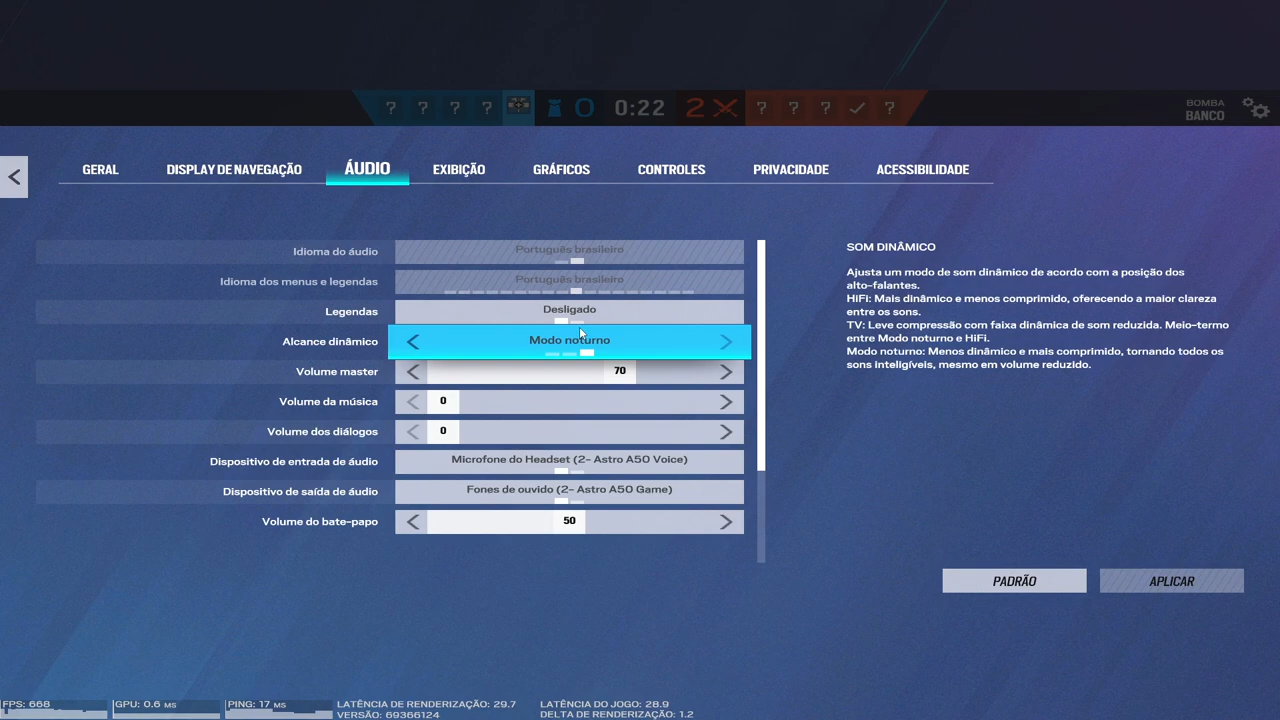 ? ? ? ? 0 0:22 2 ? ? ? ?
BOMBA
BANCO
GERAL DISPLAY DE NAVEGAÇÃO ÁUDIO EXIBIÇÃO GRÁFICOS CONTROLES PRIVACIDADE ACESSIBILIDADE
Idioma do áudio Português brasileiro
Idioma dos menus e legendas Português brasileiro
Legendas Desligado
Alcance dinâmico Modo noturno
Volume master 70
Volume da música 0
Volume dos diálogos 0
Dispositivo de entrada de áudio Microfone do Headset (2- Astro A50 Voice)
Dispositivo de saída de áudio Fones de ouvido (2- Astro A50 Game)
Volume do bate-papo 50
SOM DINÂMICO
Ajusta um modo de som dinâmico de acordo com a posição dos
alto-falantes.
HIFI: Mais dinâmico e menos comprimido, oferecendo a maior clareza
entre os sons.
TV: Leve compressão com faixa dinâmica de som reduzida. Meio-termo
entre Modo noturno e HiFi.
Modo noturno: Menos dinâmico e mais comprimido, tornando todos os
sons inteligíveis, mesmo em volume reduzido.
PADRÃO APLICAR
FPS: 668 GPU: 0.6 MS PING: 17 MS LATÊNCIA DE RENDERIZAÇÃO: 29.7 LATÊNCIA DO JOGO: 28.9
VERSÃO: 69366124 DELTA DE RENDERIZAÇÃO: 1.2